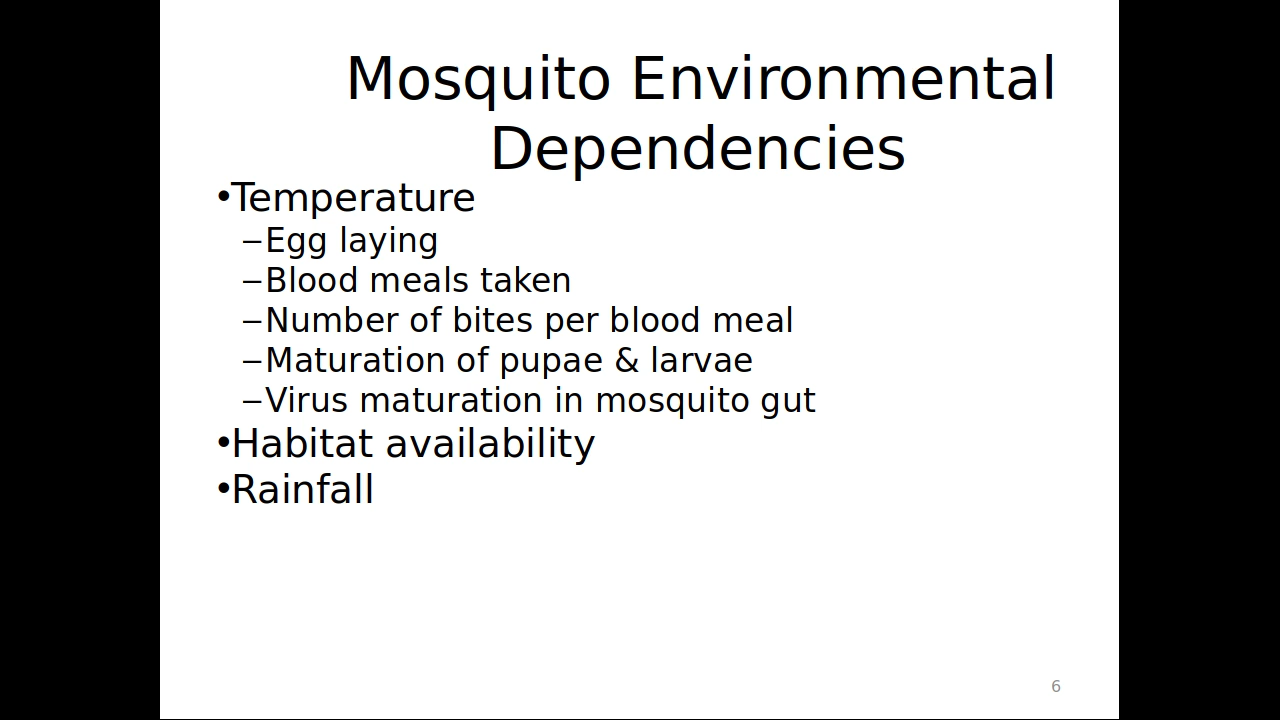 Mosquito Environmental
Dependencies
•Temperature
–Egg laying
–Blood meals taken
–Number of bites per blood meal
–Maturation of pupae & larvae
–Virus maturation in mosquito gut
•Habitat availability
•Rainfall
6